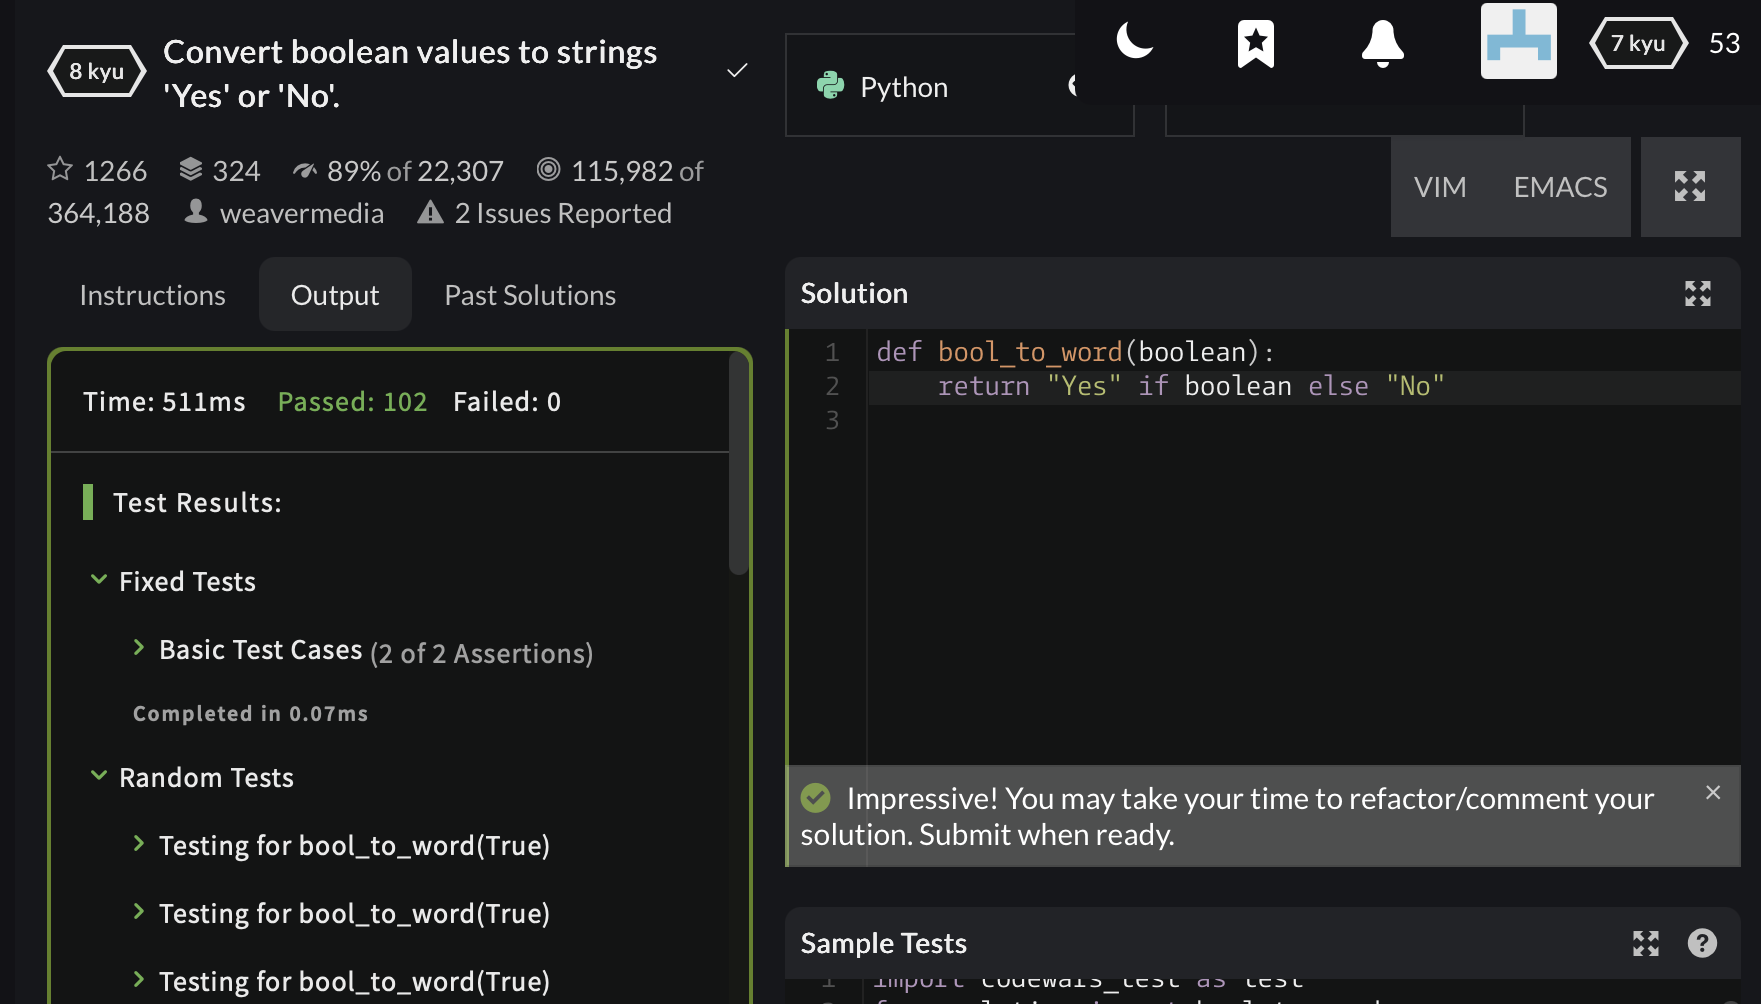 8 kyu
Convert boolean values to strings
'Yes' or 'No'.
1266 324 89% of 22,307 115,982 of
364,188 weavermedia 2 Issues Reported
Instructions Output Past Solutions
Time: 511ms Passed: 102 Failed: 0
Test Results:
Fixed Tests
Basic Test Cases (2 of 2 Assertions)
Completed in 0.07ms
Random Tests
Testing for bool_to_word(True)
Testing for bool_to_word(True)
Testing for bool_to_word(True)
Python
7 kyu 53
VIM EMACS
Solution
1 def bool_to_word(boolean):
2     return "Yes" if boolean else "No"
3
Impressive! You may take your time to refactor/comment your
solution. Submit when ready.
Sample Tests
1 import codewars_test as test